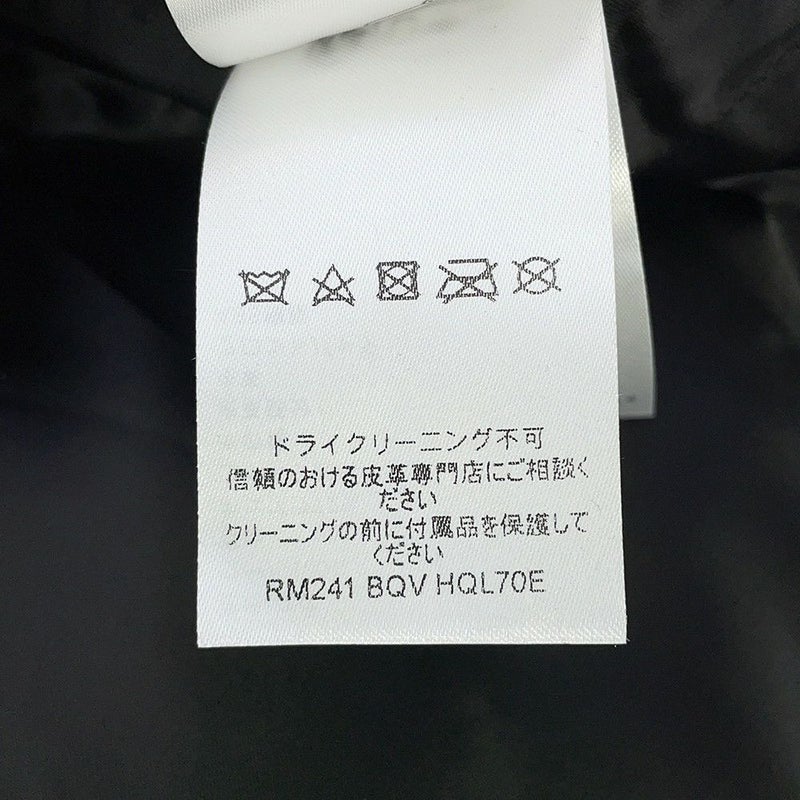 ドライクリーニング不可
信頼のおける皮革専門店にご相談く
ださい
クリーニングの前に付属品を保護して
ください
RM241 BQV HQL70E